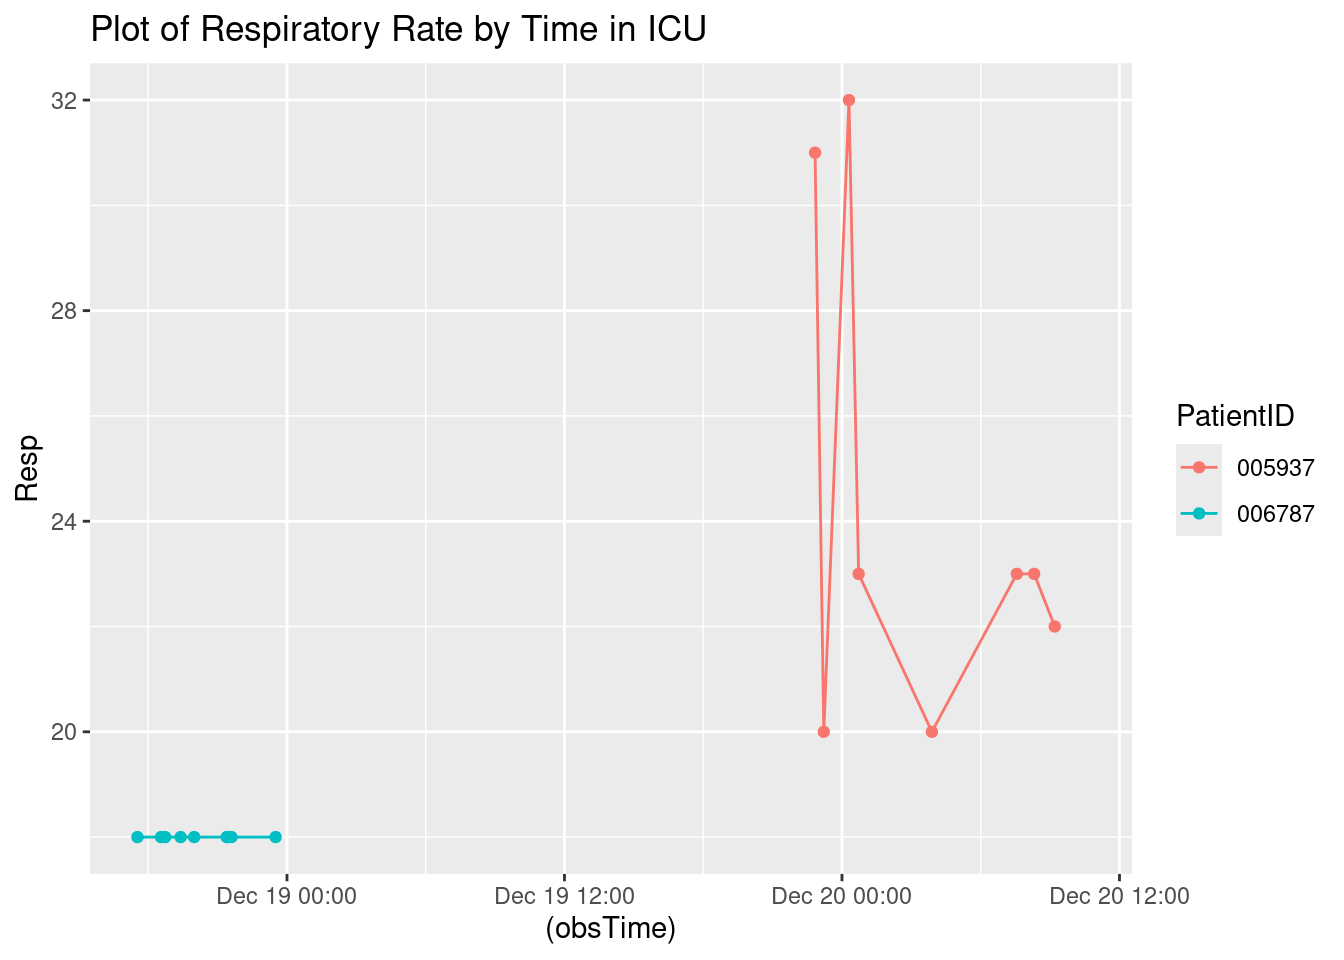 Plot of Respiratory Rate by Time in ICU
32
28
24
20
Resp
Dec 19 00:00
Dec 19 12:00
Dec 20 00:00
Dec 20 12:00
(obsTime)
PatientID
005937
006787